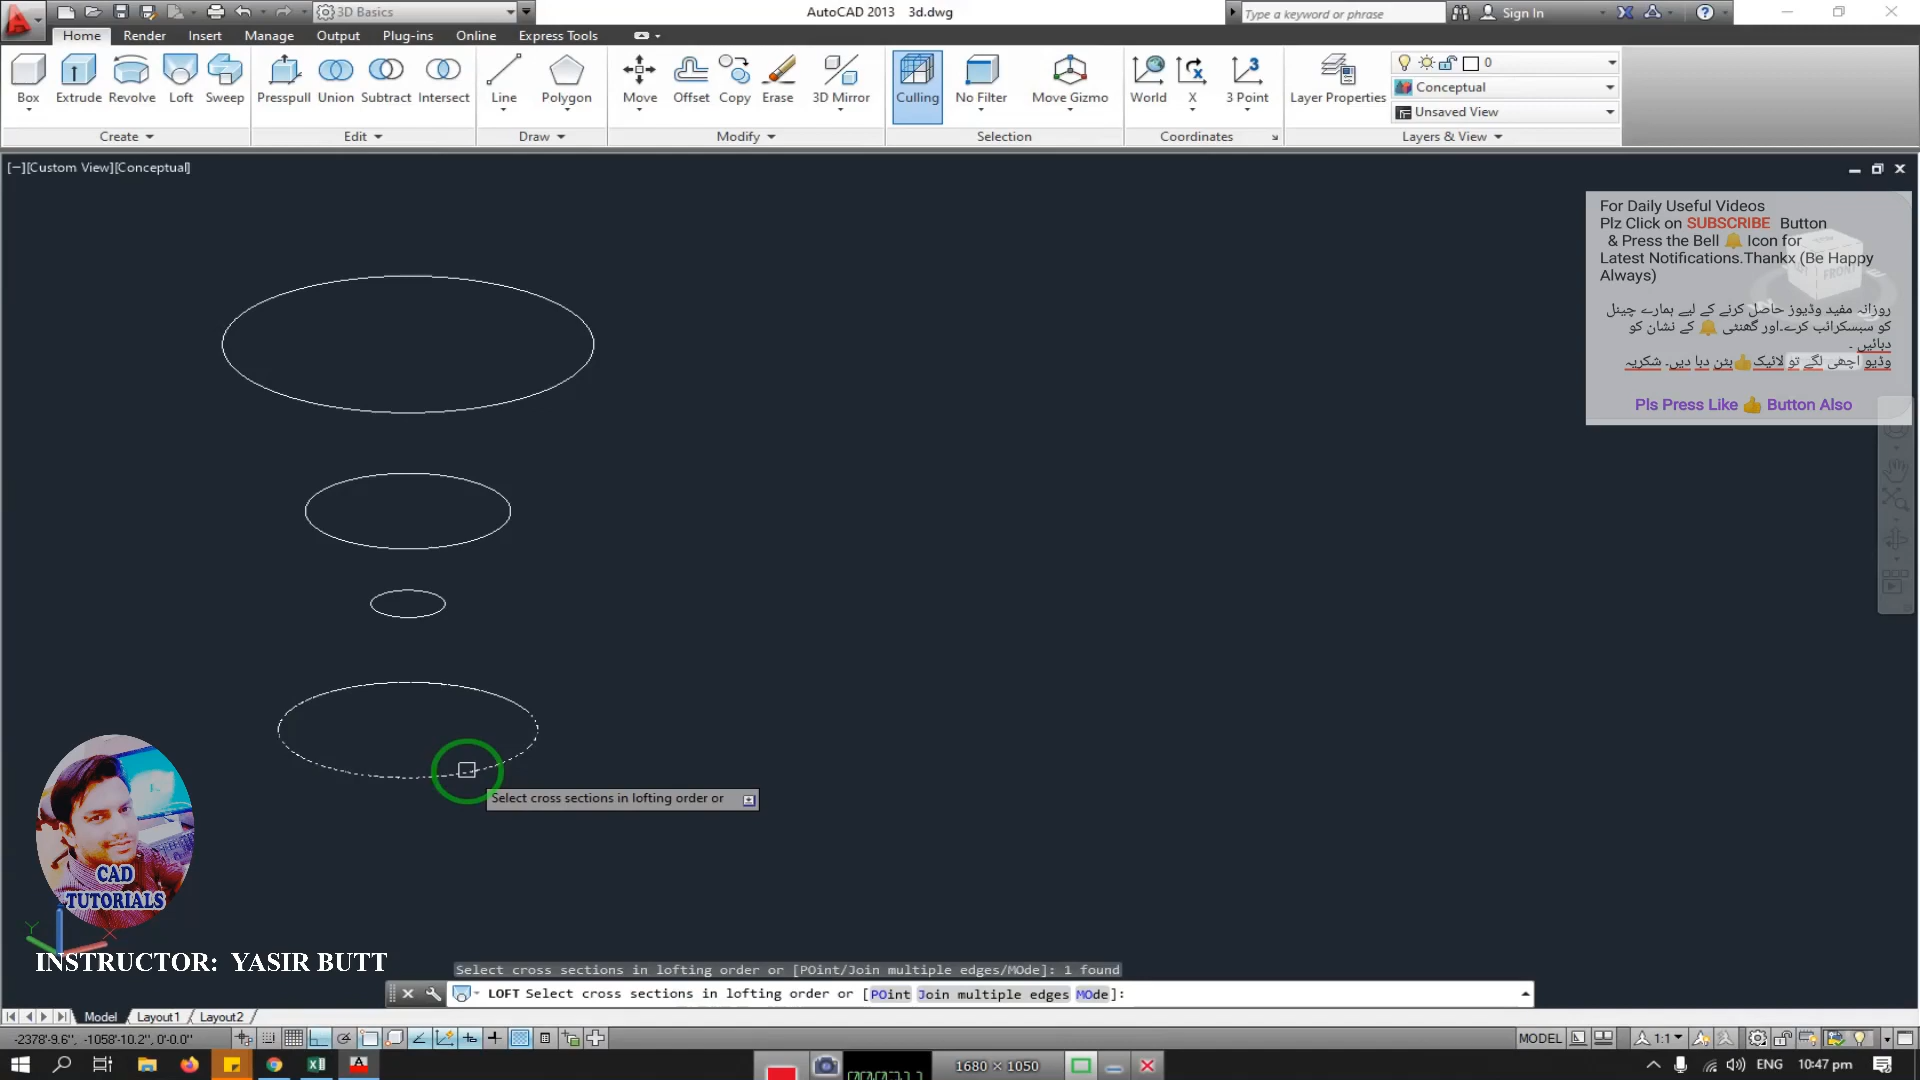 3D Basics
AutoCAD 2013   3d.dwg
Type a keyword or phrase
Sign In
Home
Render
Insert
Manage
Output
Plug-ins
Online
Express Tools
Box
Extrude
Revolve
Loft
Sweep
Presspull
Union
Subtract
Intersect
Line
Polygon
Move
Offset
Copy
Erase
3D Mirror
Culling
No Filter
Move Gizmo
World
X
3 Point
Layer Properties
0
Conceptual
Unsaved View
Create
Edit
Draw
Modify
Selection
Coordinates
Layers & View
[−][Custom View][Conceptual]
For Daily Useful Videos
Plz Click on SUBSCRIBE Button
& Press the Bell 🔔 Icon for
Latest Notifications.Thankx (Be Happy
Always)
روزانہ مفید وڈیوز حاصل کرنے کے لیے ہمارے چینل
کو سبسکرائب کرے۔اور گھنٹی 🔔 کے نشان کو
دبائیں ۔
وڈیو اچھی لگے تو لائیک👍بٹن دبا دیں۔ شکریہ
Pls Press Like 👍 Button Also
FRONT
Select cross sections in lofting order or
CAD
TUTORIALS
Y
X
INSTRUCTOR:  YASIR BUTT
Select cross sections in lofting order or [POint/Join multiple edges/MOde]: 1 found
LOFT Select cross sections in lofting order or [POint Join multiple edges MOde]:
Model
Layout1
Layout2
-2378'-9.6", -1058'-10.2", 0'-0.0"
MODEL
1:1
1680 × 1050
ENG
10:47 pm